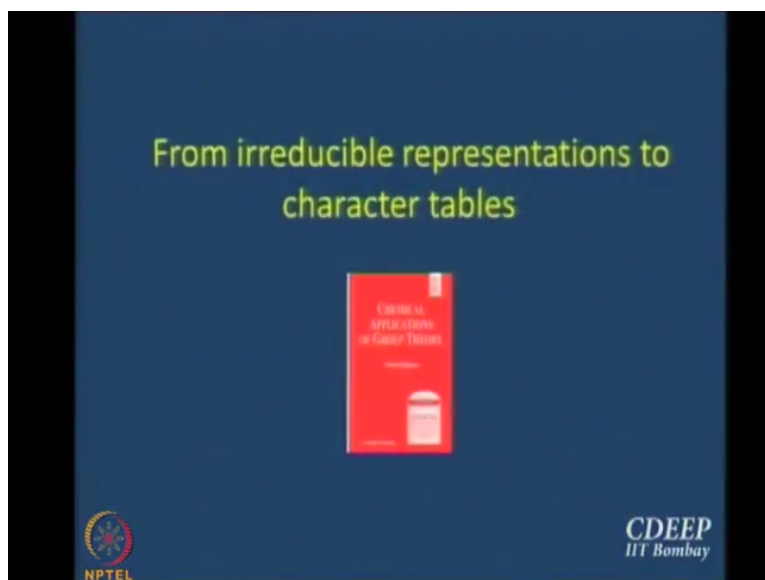 From irreducible representations to
character tables
CHEMICAL
APPLICATIONS
OF GROUP THEORY
NPTEL
CDEEP
IIT Bombay